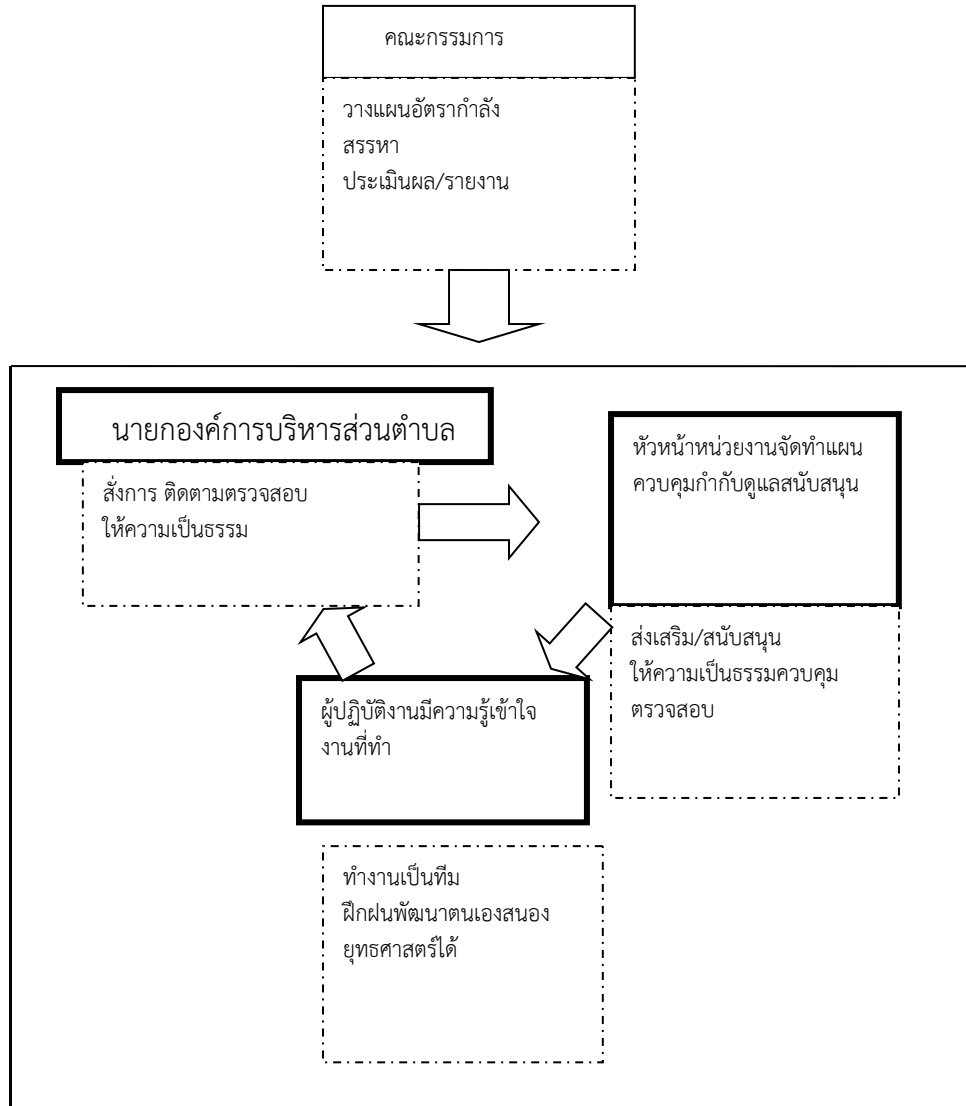 คณะกรรมการ
วางแผนอัตรากำลัง
สรรหา
ประเมินผล/รายงาน
นายกองค์การบริหารส่วนตำบล
สั่งการ ติดตามตรวจสอบ
ให้ความเป็นธรรม
หัวหน้าหน่วยงานจัดทำแผน
ควบคุมกำกับดูแลสนับสนุน
ส่งเสริม/สนับสนุน
ให้ความเป็นธรรมควบคุม
ตรวจสอบ
ผู้ปฏิบัติงานมีความรู้เข้าใจ
งานที่ทำ
ทำงานเป็นทีม
ฝึกฝนพัฒนาตนเองสนอง
ยุทธศาสตร์ได้